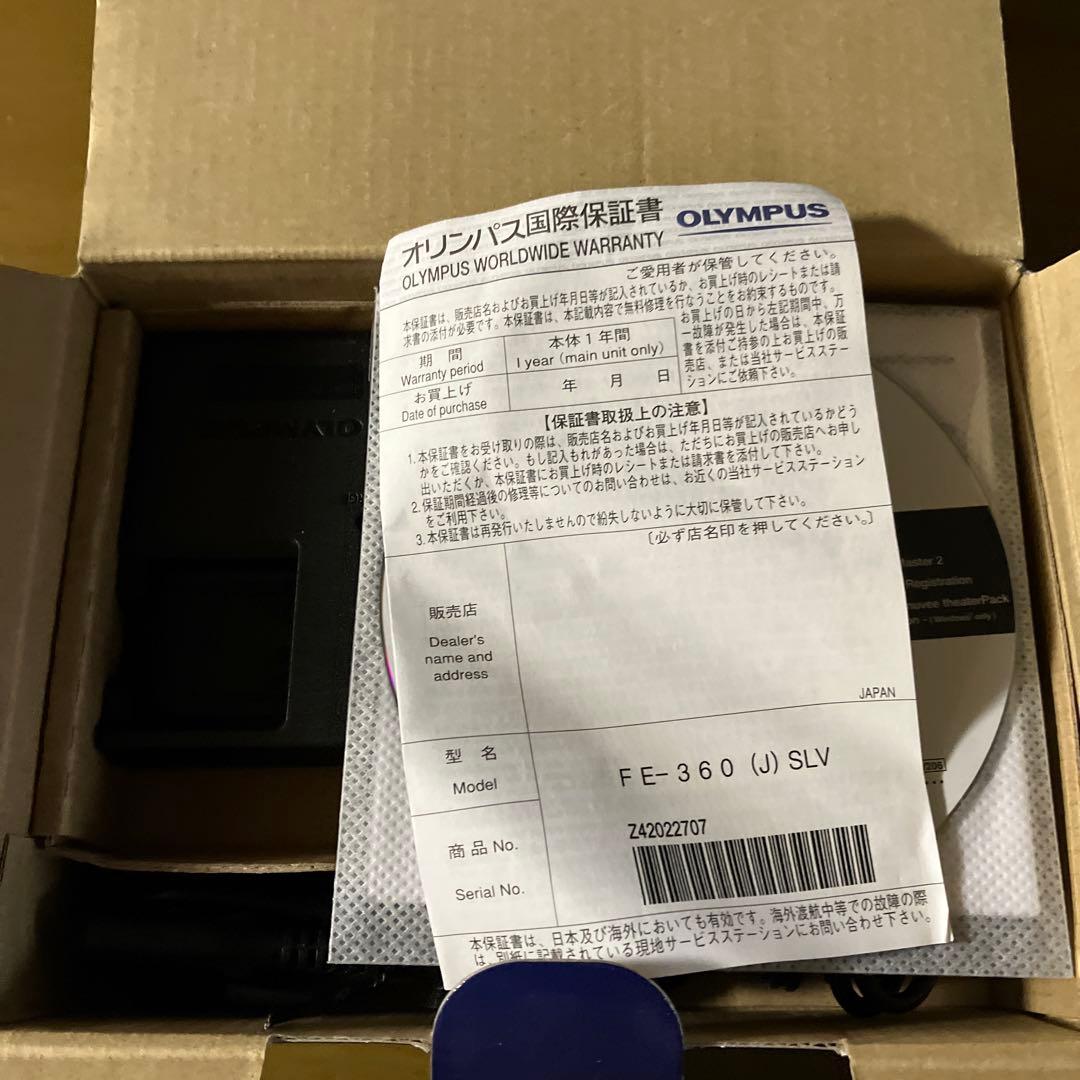 オリンパス国際保証書
OLYMPUS
OLYMPUS WORLDWIDE WARRANTY
ご愛用者が保管してください。
本保証書は、販売店名およびお買上げ年月日等が記入されているか、お買上げ時のレシートまたは請
求書の添付が必要です。本保証書は、本記載内容で無料修理を行なうことをお約束するものです。
期 間
Warranty period
本体1年間
1 year (main unit only)
お買上げ
Date of purchase
年 月 日
お買上げの日から左記期間中、万
一故障が発生した場合は、本保証
書を添付ご持参の上お買上げの販
売店、または当社サービスステー
ションにご依頼下さい。
【保証書取扱上の注意】
1. 本保証書をお受け取りの際は、販売店名およびお買上げ年月日等が記入されているかどう
かをご確認ください。もし記入もれがあった場合は、ただちにお買上げの販売店へお申し
出いただくか、本保証書にお買上げ時のレシートまたは請求書を添付して下さい。
2. 保証期間経過後の修理等についてのお問い合わせは、お近くの当社サービスステーション
をご利用下さい。
3. 本保証書は再発行いたしませんので紛失しないように大切に保管して下さい。
〔必ず店名印を押してください。〕
販売店
Dealer's
name and
address
JAPAN
型 名
Model
FE-360 (J) SLV
商品No.
Serial No.
Z42022707
本保証書は、日本及び海外においても有効です。海外渡航中等での故障の際
は、別紙に記載されている現地サービスステーションにお問い合わせ下さい。
Master 2
Registration
muvee theaterPack
(Windows only)